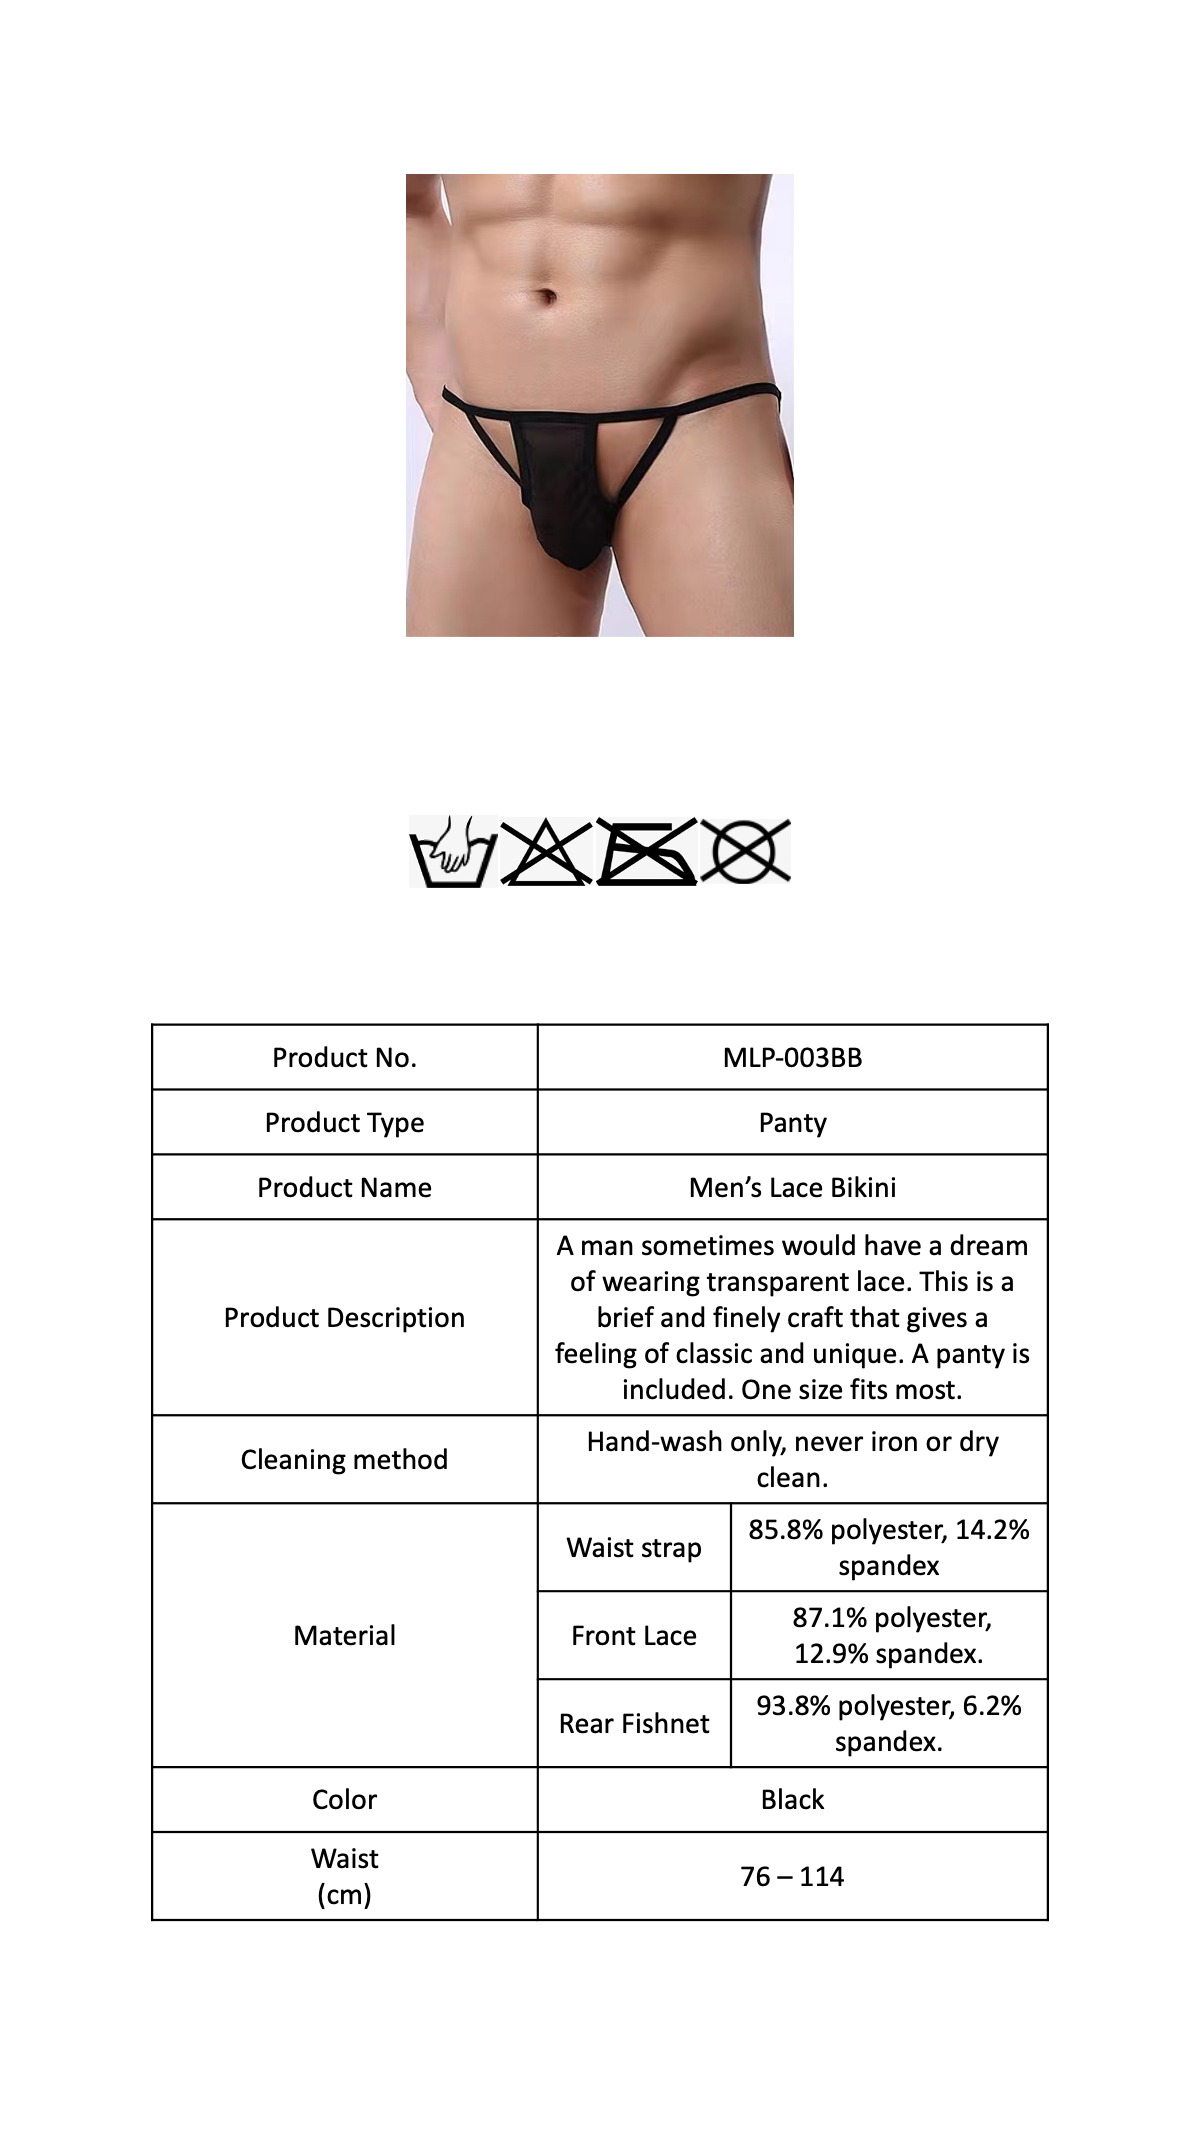 Product No.
MLP-003BB
Product Type
Panty
Product Name
Men’s Lace Bikini
Product Description
A man sometimes would have a dream
of wearing transparent lace. This is a
brief and finely craft that gives a
feeling of classic and unique. A panty is
included. One size fits most.
Cleaning method
Hand-wash only, never iron or dry
clean.
Material
Waist strap
85.8% polyester, 14.2%
spandex
Front Lace
87.1% polyester,
12.9% spandex.
Rear Fishnet
93.8% polyester, 6.2%
spandex.
Color
Black
Waist
(cm)
76 – 114